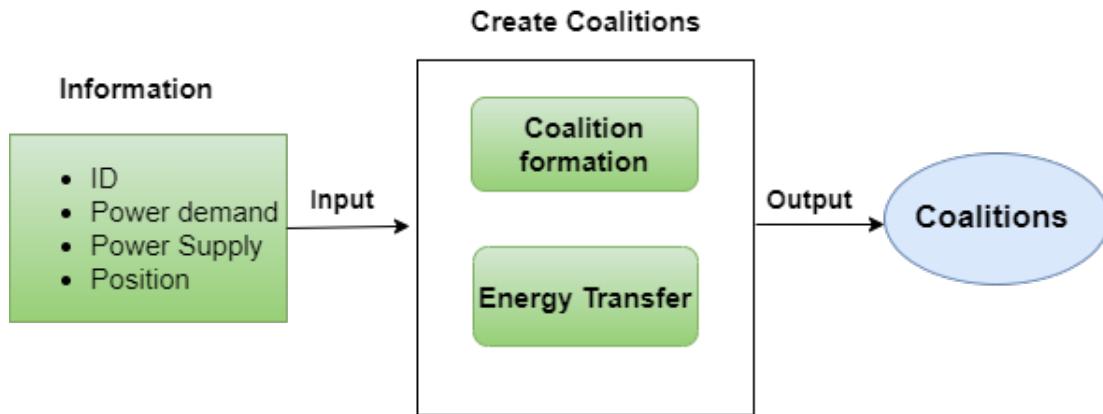 Create Coalitions
Information
• ID
• Power demand
• Power Supply
• Position
Input
Coalition
formation
Energy Transfer
Output
Coalitions